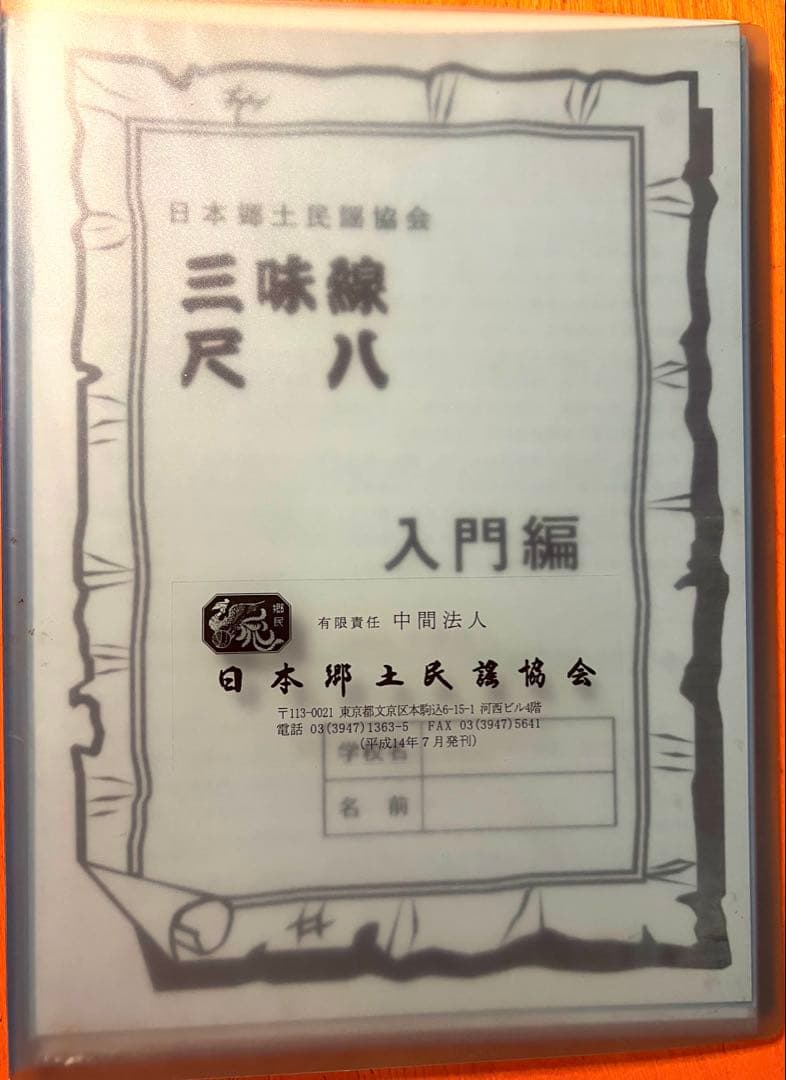 日本郷土民謡協会
三味線
尺八
入門編
郷民
有限責任 中間法人
日本郷土民謡協会
〒113-0021 東京都文京区本駒込6-15-1 河西ビル4階
電話 03(3947)1363-5 FAX 03(3947)5641
(平成14年7月発刊)
学校名
名前